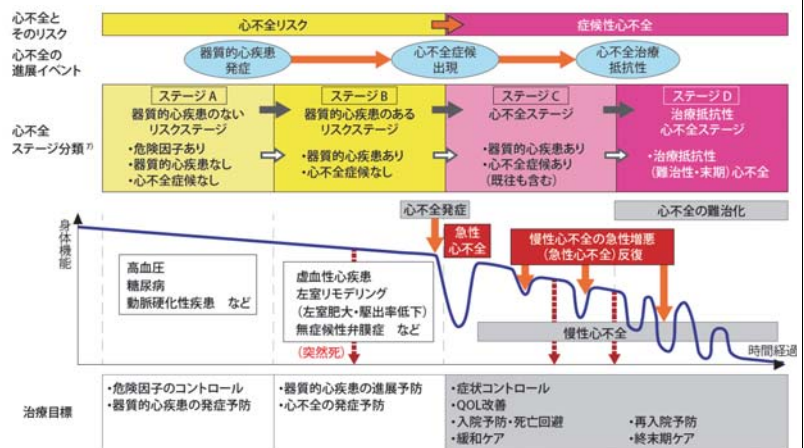 心不全と
そのリスク
心不全リスク
症候性心不全
心不全の
進展イベント
器質的心疾患
発症
心不全症候
出現
心不全治療
抵抗性
心不全
ステージ分類7)
ステージA
器質的心疾患のない
リスクステージ
・危険因子あり
・器質的心疾患なし
・心不全症候なし
ステージB
器質的心疾患のある
リスクステージ
・器質的心疾患あり
・心不全症候なし
ステージC
心不全ステージ
・器質的心疾患あり
・心不全症候あり
(既往も含む)
ステージD
治療抵抗性
心不全ステージ
・治療抵抗性
(難治性・末期)心不全
身体機能
心不全発症
心不全の難治化
急性
心不全
慢性心不全の急性増悪
(急性心不全)反復
高血圧
糖尿病
動脈硬化性疾患 など
虚血性心疾患
左室リモデリング
(左室肥大・駆出率低下)
無症候性弁膜症 など
(突然死)
慢性心不全
時間経過
治療目標
・危険因子のコントロール
・器質的心疾患の発症予防
・器質的心疾患の進展予防
・心不全の発症予防
・症状コントロール
・QOL改善
・入院予防・死亡回避
・緩和ケア
・再入院予防
・終末期ケア